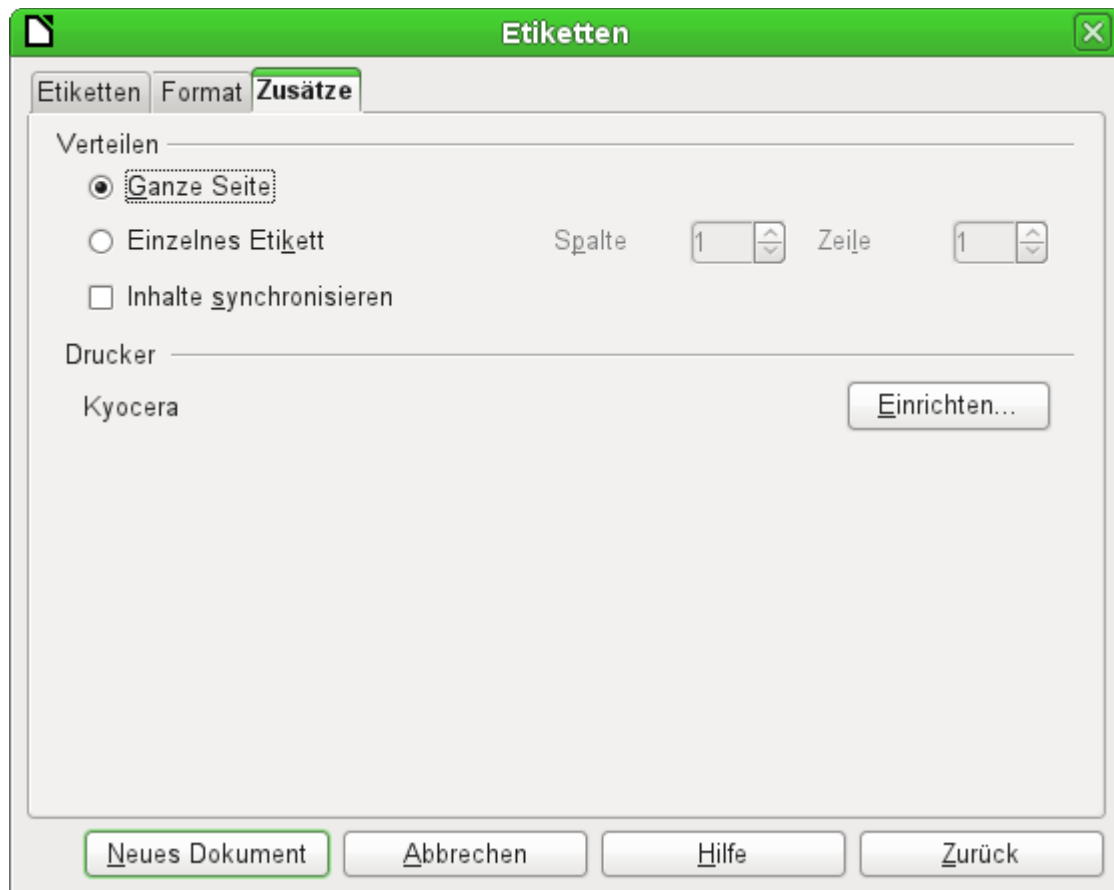 Etiketten
Etiketten Format Zusätze
Verteilen
Ganze Seite
Einzelnes Etikett Spalte 1 Zeile 1
Inhalte synchronisieren
Drucker
Kyocera Einrichten...
Neues Dokument Abbrechen Hilfe Zurück